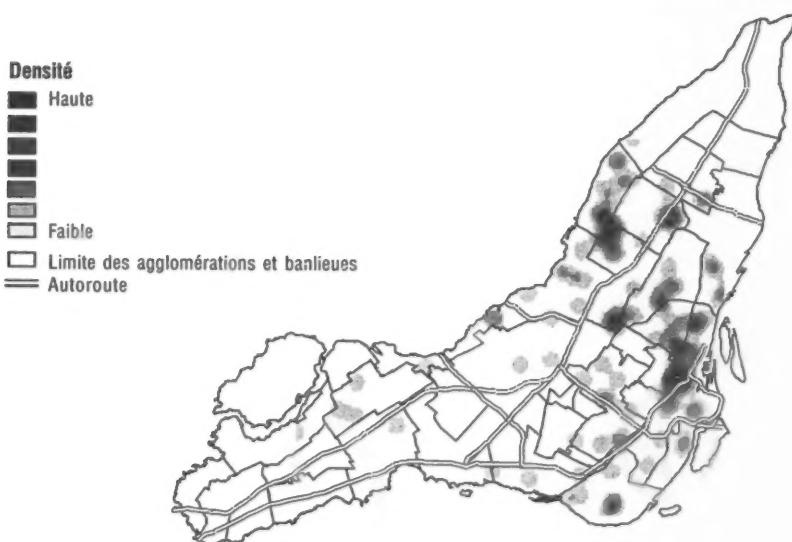 Densité
Haute
Faible
Limite des agglomérations et banlieues
Autoroute